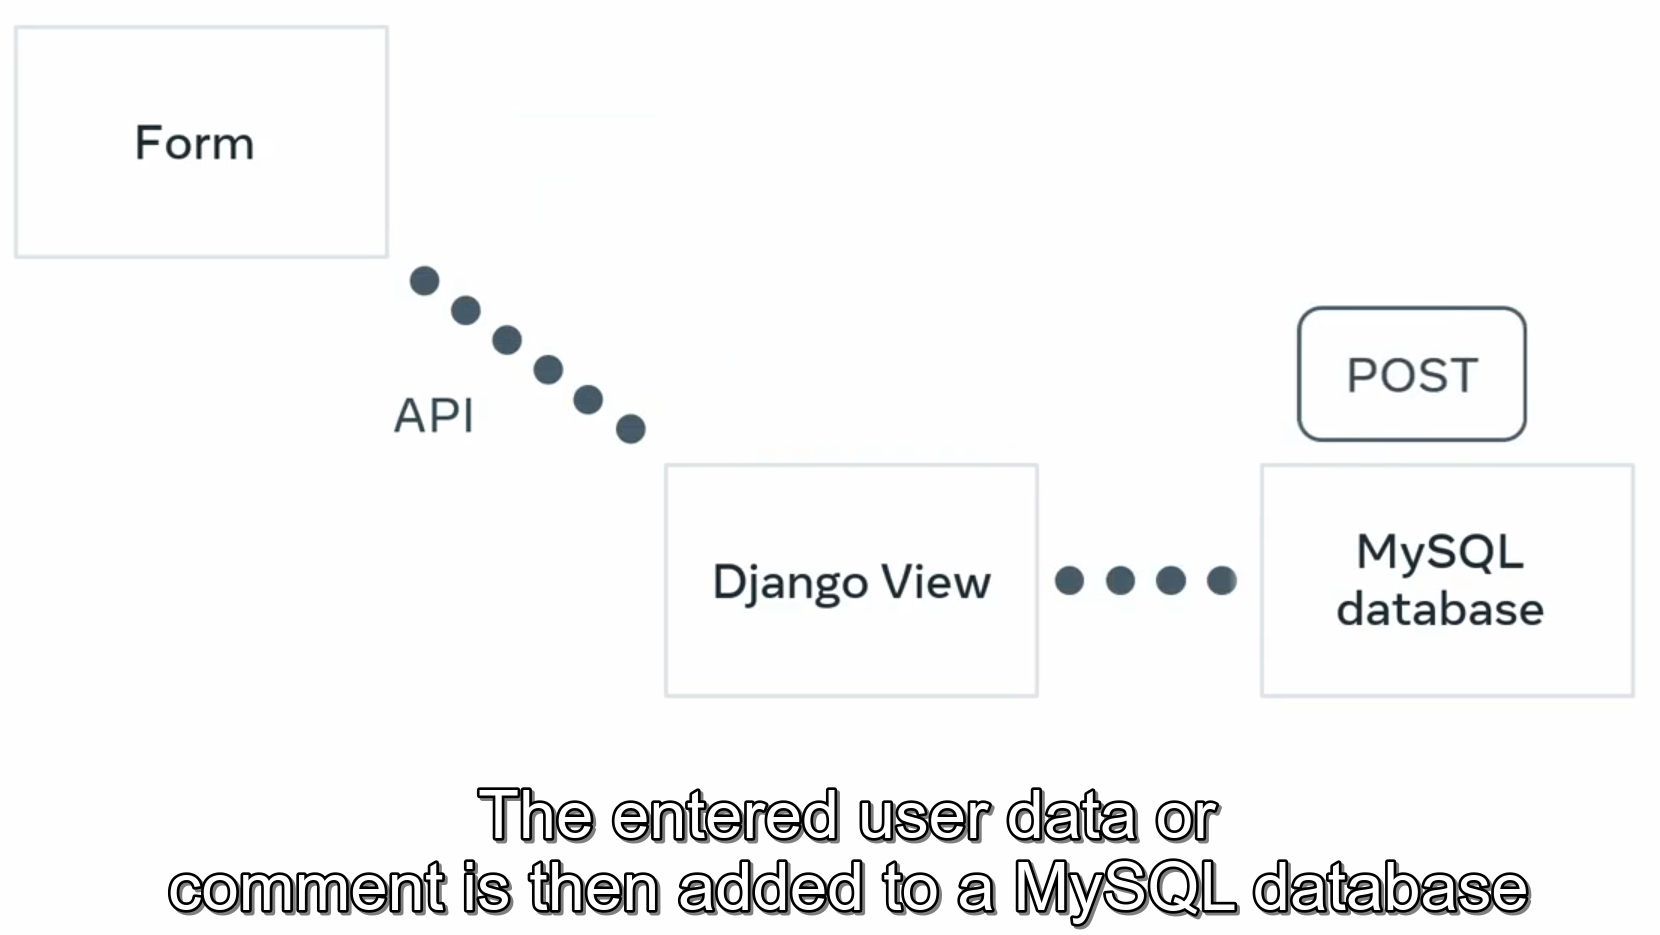 Form
API
POST
Django View
MySQL
database
The entered user data or
comment is then added to a MySQL database